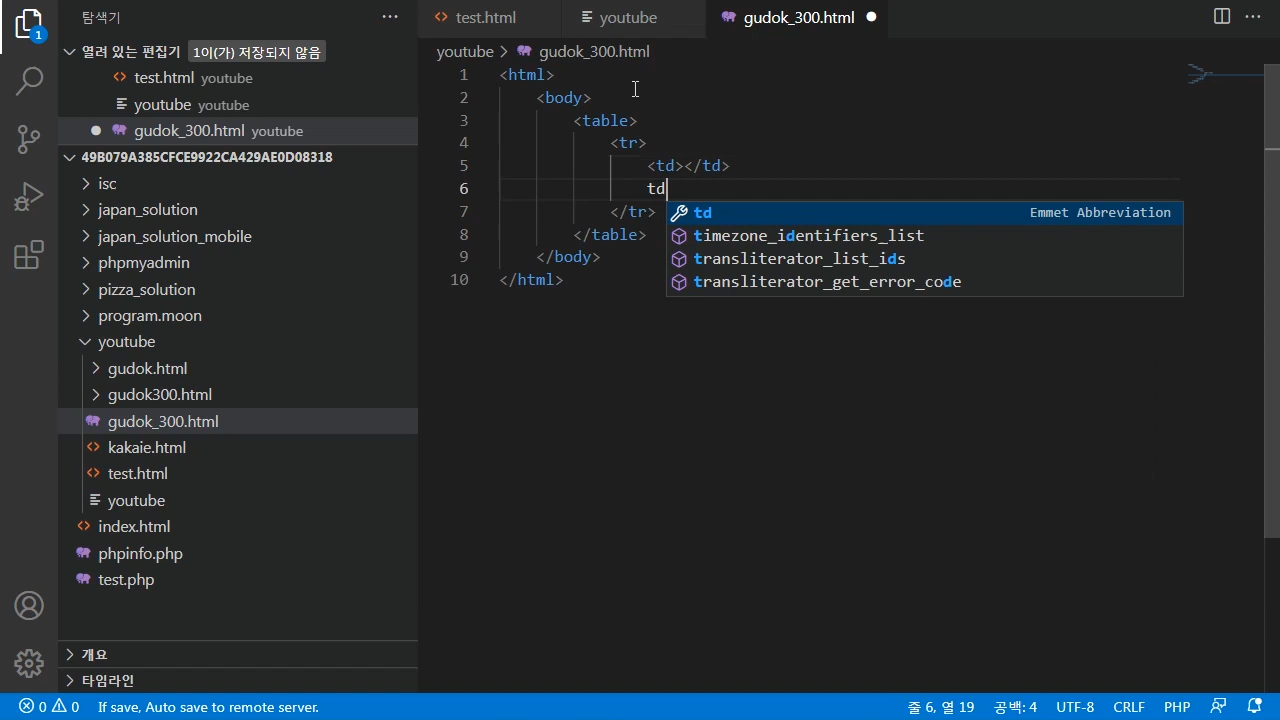 탐색기
열려 있는 편집기 1이(가) 저장되지 않음
test.html youtube
youtube youtube
gudok_300.html youtube
49B079A385CFCE9922CA429AE0D08318
isc
japan_solution
japan_solution_mobile
phpmyadmin
pizza_solution
program.moon
youtube
gudok.html
gudok300.html
gudok_300.html
kakaie.html
test.html
youtube
index.html
phpinfo.php
test.php
개요
타임라인
1
test.html youtube gudok_300.html
youtube > gudok_300.html
1 <html>
2 <body>
3 <table>
4 <tr>
5 <td></td>
6 td
7 </tr>
8 </table>
9 </body>
10 </html>
td Emmet Abbreviation
timezone_identifiers_list
transliterator_list_ids
transliterator_get_error_code
0 0 If save, Auto save to remote server. 줄 6, 열 19 공백: 4 UTF-8 CRLF PHP